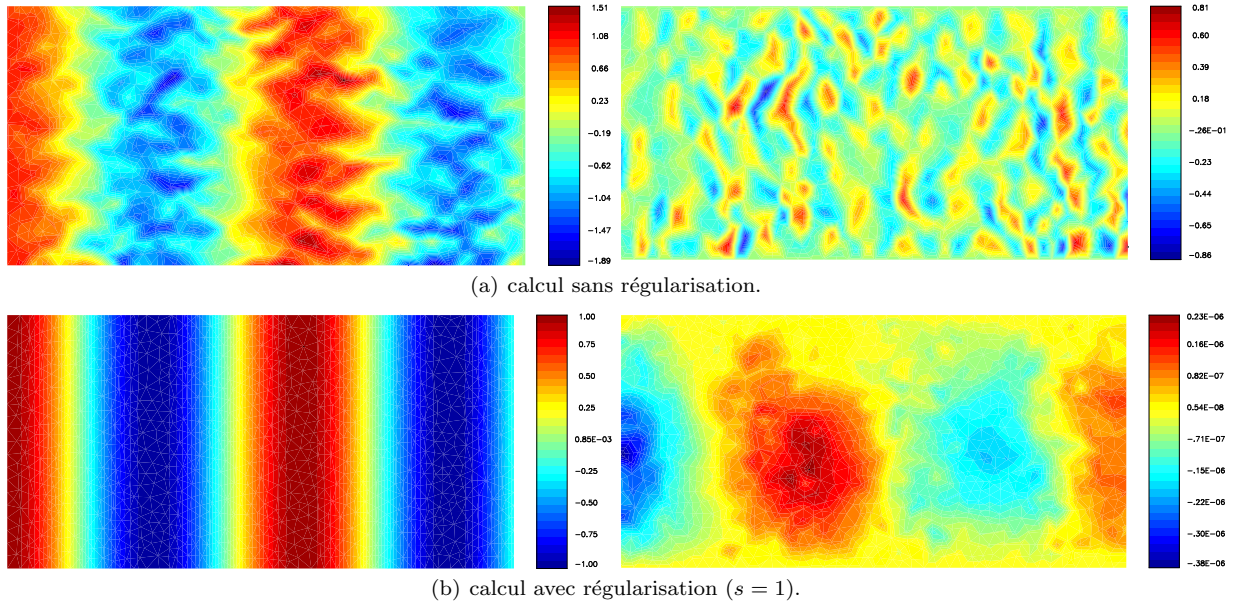 1.51
1.08
0.66
0.23
-0.19
-0.62
-1.04
-1.47
-1.89
0.81
0.60
0.39
0.18
-.26E-01
-0.23
-0.44
-0.65
-0.86
(a) calcul sans régularisation.
1.00
0.75
0.50
0.25
0.85E-03
-0.25
-0.50
-0.75
-1.00
0.23E-06
0.16E-06
0.82E-07
0.54E-08
-.71E-07
-.15E-06
-.22E-06
-.30E-06
-.38E-06
(b) calcul avec régularisation (s = 1).